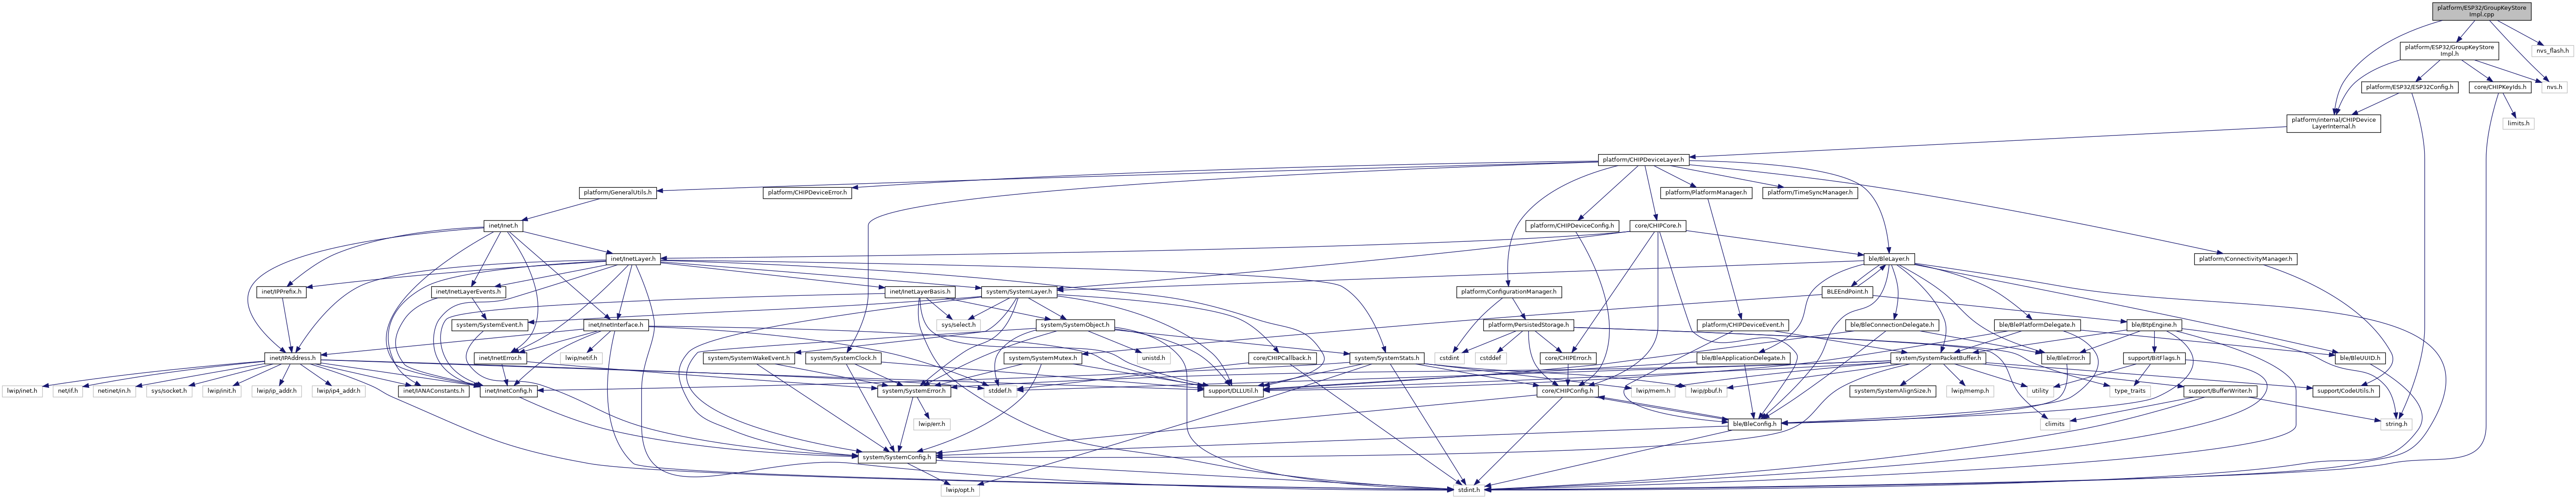 platform/ESP32/GroupKeyStore
Impl.cpp
platform/ESP32/GroupKeyStore
Impl.h
nvs_flash.h
platform/ESP32/ESP32Config.h
core/CHIPKeyIds.h
nvs.h
platform/internal/CHIPDevice
LayerInternal.h
limits.h
platform/CHIPDeviceLayer.h
platform/GeneralUtils.h
platform/CHIPDeviceError.h
platform/PlatformManager.h
platform/TimeSyncManager.h
inet/Inet.h
platform/CHIPDeviceConfig.h
core/CHIPCore.h
inet/InetLayer.h
ble/BleLayer.h
platform/ConnectivityManager.h
inet/IPPrefix.h
inet/InetLayerEvents.h
inet/InetLayerBasis.h
system/SystemLayer.h
platform/ConfigurationManager.h
BLEEndPoint.h
system/SystemEvent.h
inet/InetInterface.h
sys/select.h
system/SystemObject.h
platform/PersistedStorage.h
platform/CHIPDeviceEvent.h
ble/BleConnectionDelegate.h
ble/BlePlatformDelegate.h
ble/BtpEngine.h
inet/IPAddress.h
inet/InetError.h
lwip/netif.h
system/SystemWakeEvent.h
system/SystemClock.h
system/SystemMutex.h
unistd.h
core/CHIPCallback.h
system/SystemStats.h
cstdint
cstddef
core/CHIPError.h
ble/BleApplicationDelegate.h
system/SystemPacketBuffer.h
ble/BleError.h
support/BitFlags.h
ble/BleUUID.h
lwip/inet.h
net/if.h
netinet/in.h
sys/socket.h
lwip/init.h
lwip/ip_addr.h
lwip/ip4_addr.h
inet/IANAConstants.h
inet/InetConfig.h
system/SystemError.h
stddef.h
support/DLLUtil.h
core/CHIPConfig.h
lwip/mem.h
lwip/pbuf.h
system/SystemAlignSize.h
lwip/memp.h
utility
type_traits
support/BufferWriter.h
support/CodeUtils.h
lwip/err.h
ble/BleConfig.h
climits
string.h
system/SystemConfig.h
lwip/opt.h
stdint.h